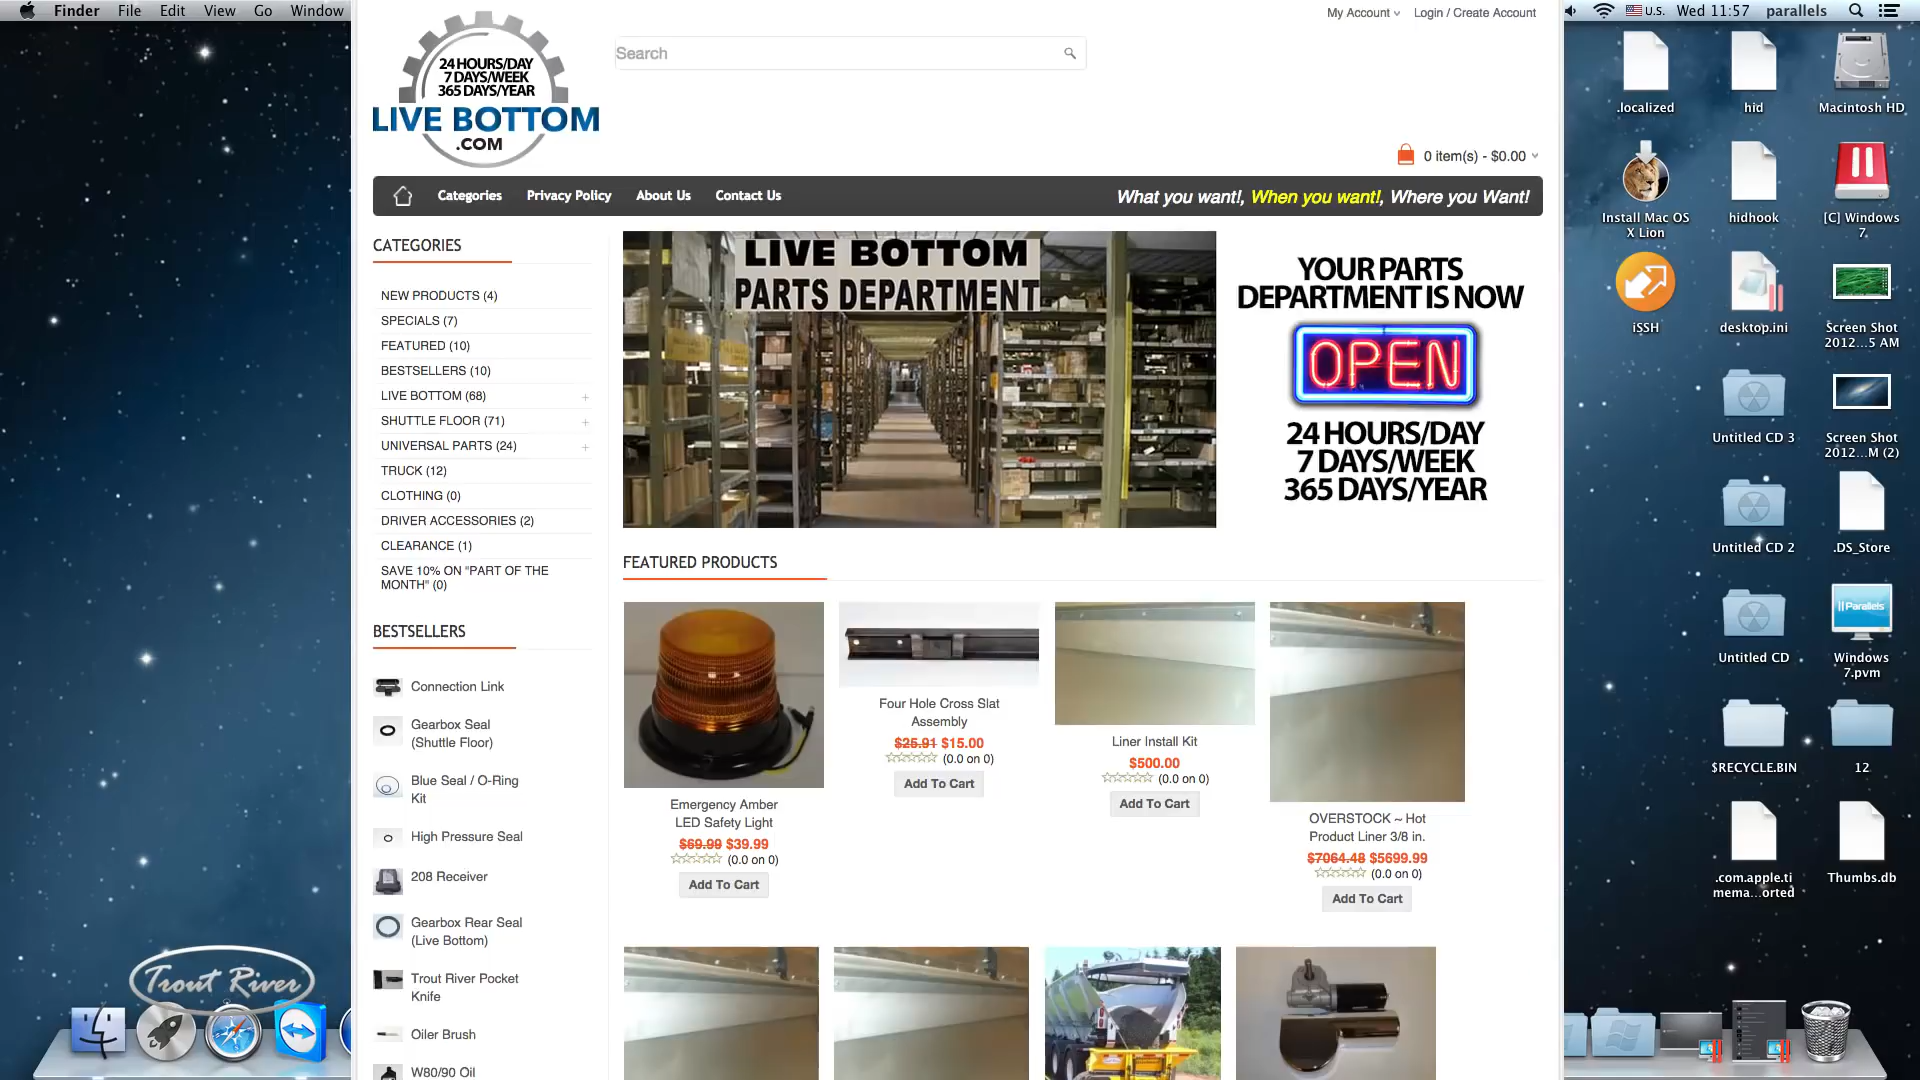 Finder File Edit View Go Window
U.S. Wed 11:57 parallels
24 HOURS/DAY
7 DAYS/WEEK
365 DAYS/YEAR
LIVE BOTTOM
.COM
Search
My Account
Login / Create Account
0 item(s) - $0.00
Categories Privacy Policy About Us Contact Us
What you want!, When you want!, Where you Want!
CATEGORIES
NEW PRODUCTS (4)
SPECIALS (7)
FEATURED (10)
BESTSELLERS (10)
LIVE BOTTOM (68) +
SHUTTLE FLOOR (71) +
UNIVERSAL PARTS (24) +
TRUCK (12)
CLOTHING (0)
DRIVER ACCESSORIES (2)
CLEARANCE (1)
SAVE 10% ON "PART OF THE
MONTH" (0)
BESTSELLERS
Connection Link
Gearbox Seal
(Shuttle Floor)
Blue Seal / O-Ring
Kit
High Pressure Seal
208 Receiver
Gearbox Rear Seal
(Live Bottom)
Trout River Pocket
Knife
Oiler Brush
W80/90 Oil
LIVE BOTTOM
PARTS DEPARTMENT
YOUR PARTS
DEPARTMENT IS NOW
OPEN
24 HOURS/DAY
7 DAYS/WEEK
365 DAYS/YEAR
FEATURED PRODUCTS
Emergency Amber
LED Safety Light
$69.99 $39.99
(0.0 on 0)
Add To Cart
Four Hole Cross Slat
Assembly
$25.91 $15.00
(0.0 on 0)
Add To Cart
Liner Install Kit
$500.00
(0.0 on 0)
Add To Cart
OVERSTOCK ~ Hot
Product Liner 3/8 in.
$7064.48 $5699.99
(0.0 on 0)
Add To Cart
.localized
hid
Macintosh HD
Install Mac OS
X Lion
hidhook
[C] Windows
7
iSSH
desktop.ini
Screen Shot
2012...5 AM
Untitled CD 3
Screen Shot
2012...M (2)
Untitled CD 2
.DS_Store
Untitled CD
Parallels
Windows
7.pvm
$RECYCLE.BIN
12
.com.apple.ti
mema...orted
Thumbs.db
Trout River